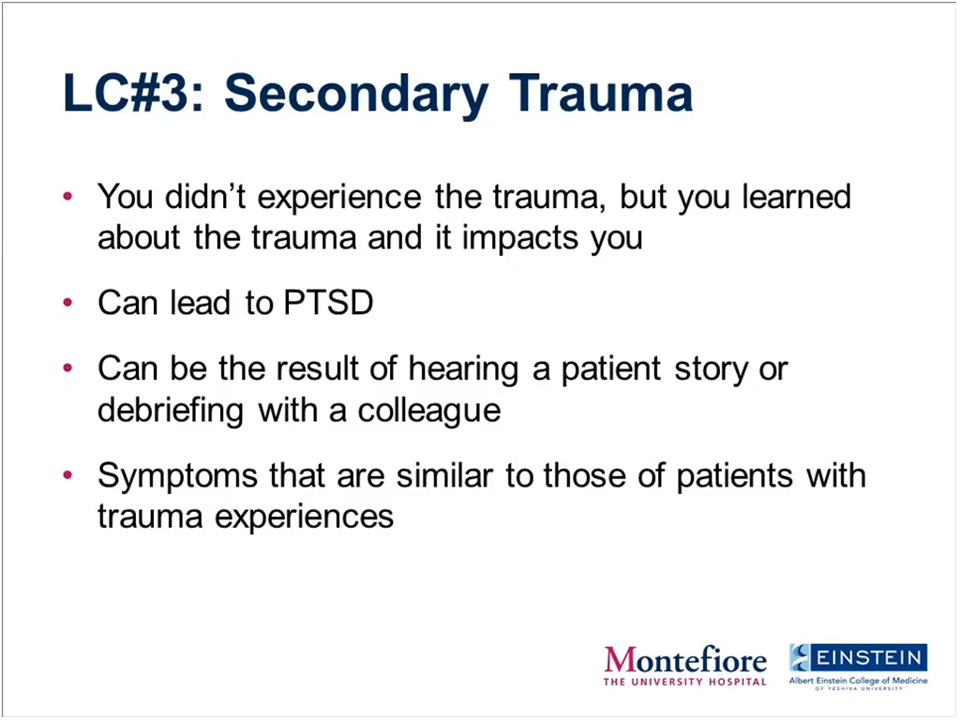 LC#3: Secondary Trauma
• You didn’t experience the trauma, but you learned
about the trauma and it impacts you
• Can lead to PTSD
• Can be the result of hearing a patient story or
debriefing with a colleague
• Symptoms that are similar to those of patients with
trauma experiences
Montefiore
THE UNIVERSITY HOSPITAL
EINSTEIN
Albert Einstein College of Medicine
OF YESHIVA UNIVERSITY